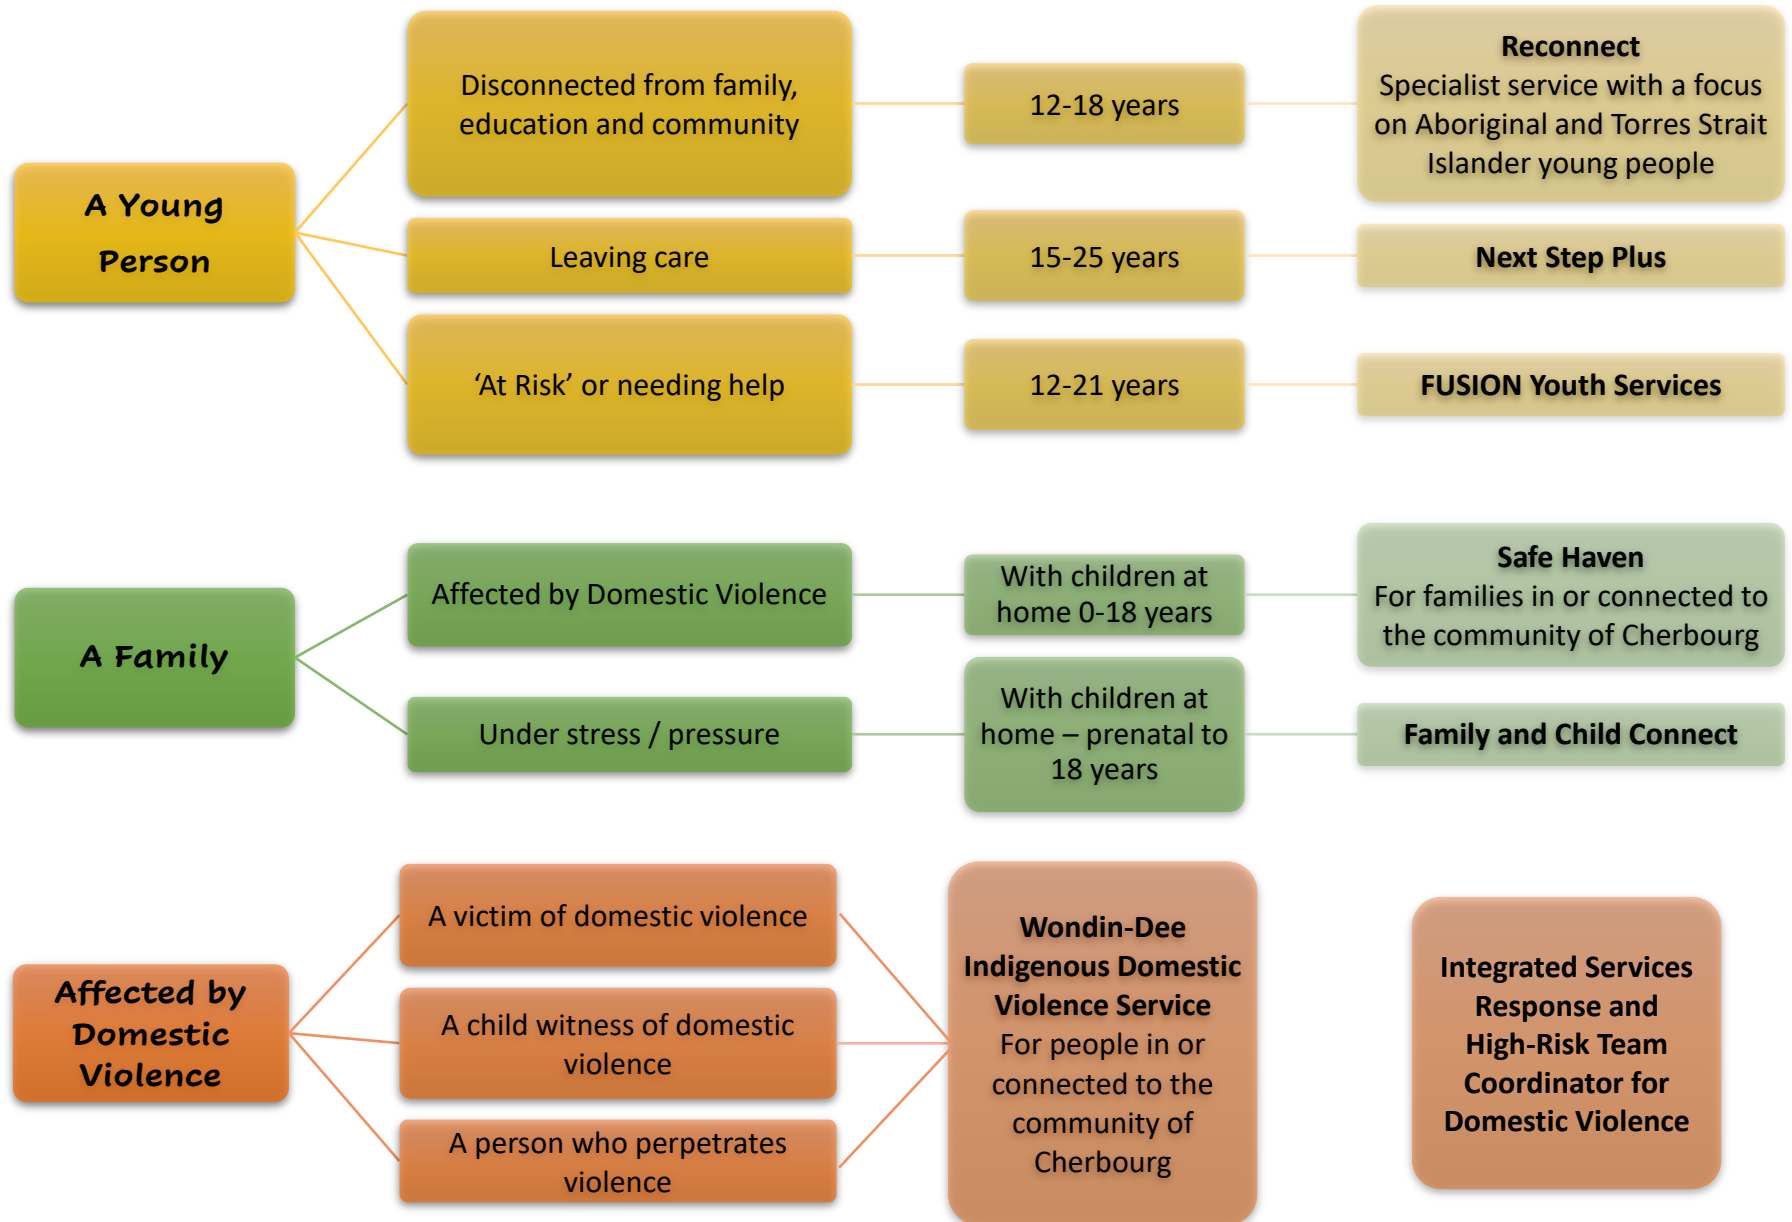 A Young
Person
Disconnected from family,
education and community
12-18 years
Reconnect
Specialist service with a focus
on Aboriginal and Torres Strait
Islander young people
Leaving care
15-25 years
Next Step Plus
‘At Risk’ or needing help
12-21 years
FUSION Youth Services
A Family
Affected by Domestic Violence
With children at
home 0-18 years
Safe Haven
For families in or connected to
the community of Cherbourg
Under stress / pressure
With children at
home – prenatal to
18 years
Family and Child Connect
Affected by
Domestic
Violence
A victim of domestic violence
A child witness of domestic
violence
A person who perpetrates
violence
Wondin-Dee
Indigenous Domestic
Violence Service
For people in or
connected to the
community of
Cherbourg
Integrated Services
Response and
High-Risk Team
Coordinator for
Domestic Violence